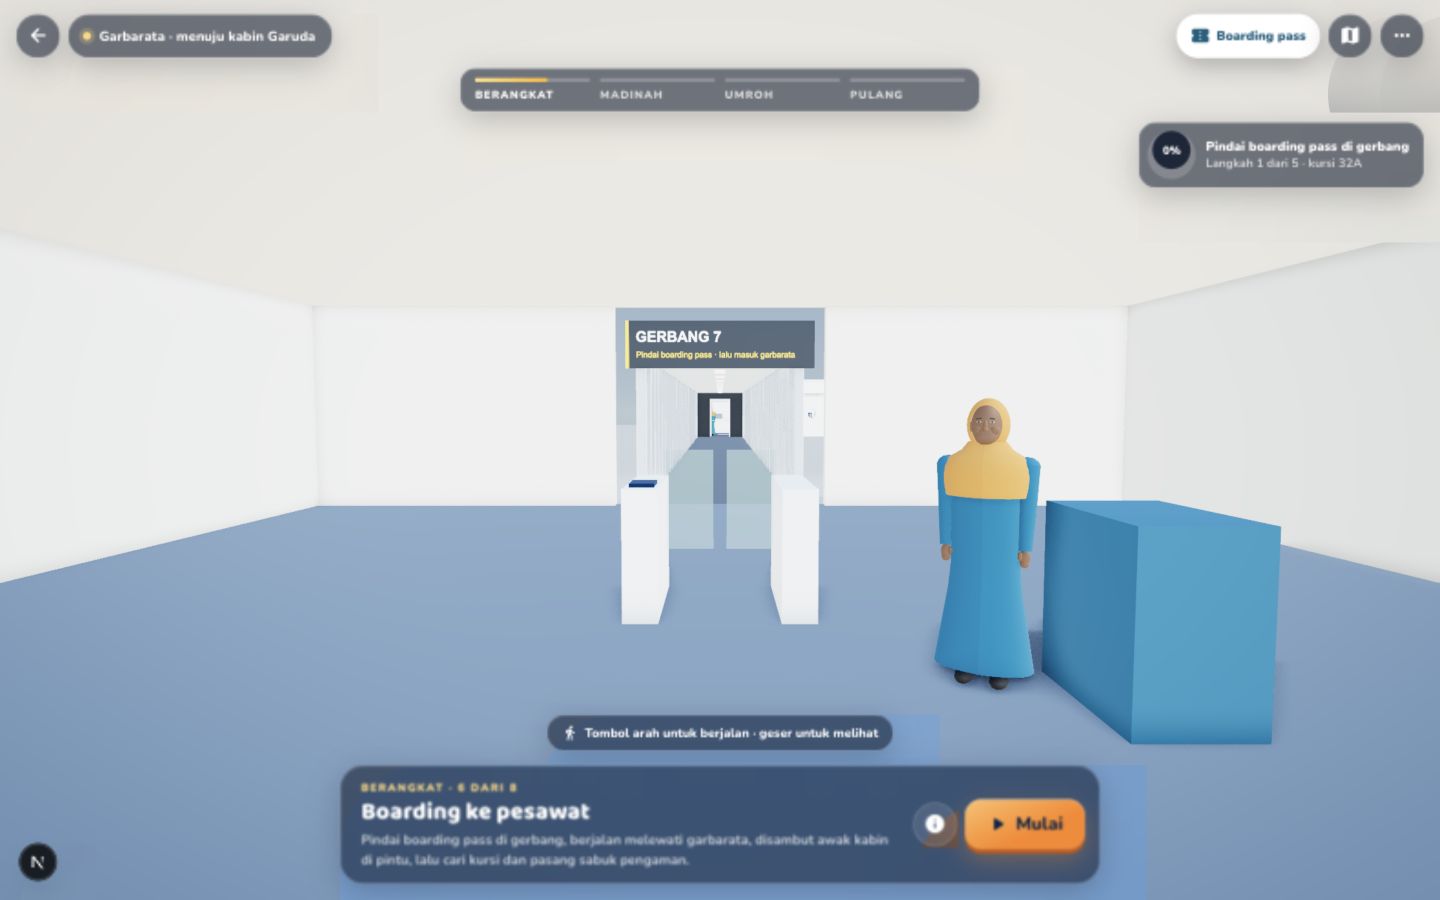 Garbarata · menuju kabin Garuda
Boarding pass
BERANGKAT
MADINAH
UMROH
PULANG
0%
Pindai boarding pass di gerbang
Langkah 1 dari 5 · kursi 32A
GERBANG 7
Pindai boarding pass · lalu masuk garbarata
Tombol arah untuk berjalan · geser untuk melihat
BERANGKAT · 6 DARI 8
Boarding ke pesawat
Pindai boarding pass di gerbang, berjalan melewati garbarata, disambut awak kabin
di pintu, lalu cari kursi dan pasang sabuk pengaman.
Mulai
N